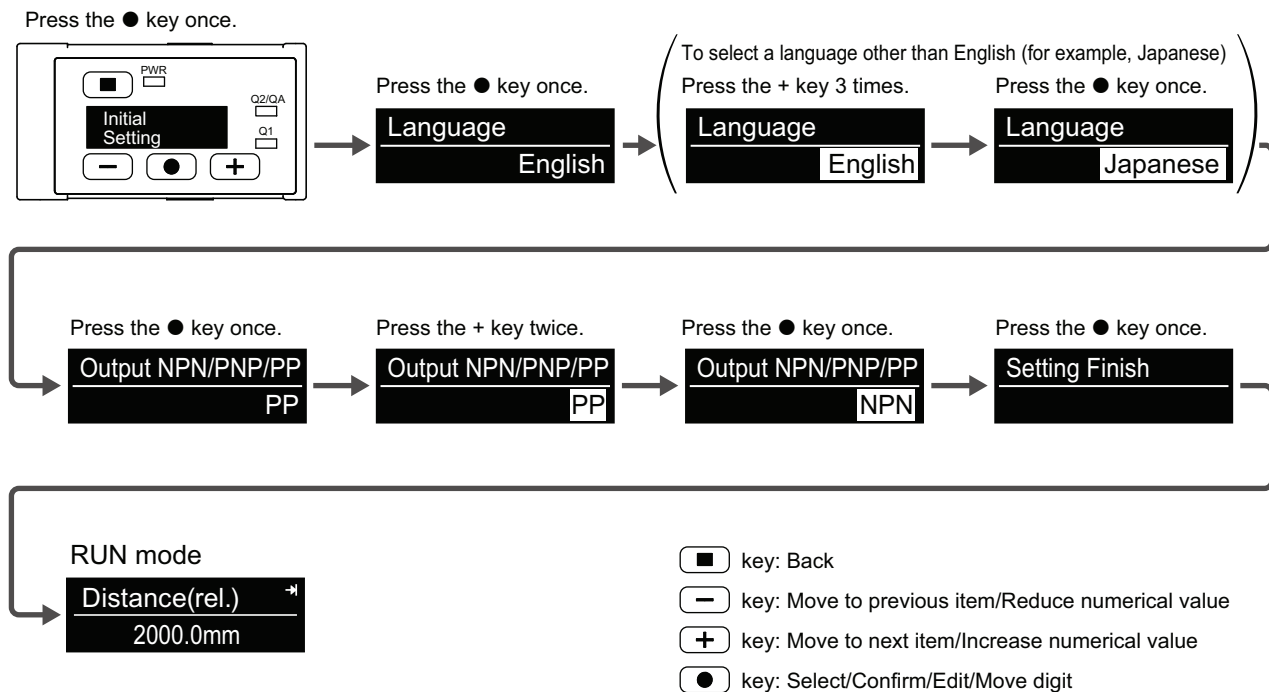 Press the ● key once.
PWR
Q2/QA
Initial
Setting
Q1
To select a language other than English (for example, Japanese)
Press the ● key once.
Press the + key 3 times.
Press the ● key once.
Language
Language
Language
English
English
Japanese
Press the ● key once.
Press the + key twice.
Press the ● key once.
Press the ● key once.
Output NPN/PNP/PP
Output NPN/PNP/PP
Output NPN/PNP/PP
Setting Finish
PP
PP
NPN
RUN mode
Distance(rel.)
2000.0mm
■ key: Back
− key: Move to previous item/Reduce numerical value
+ key: Move to next item/Increase numerical value
● key: Select/Confirm/Edit/Move digit